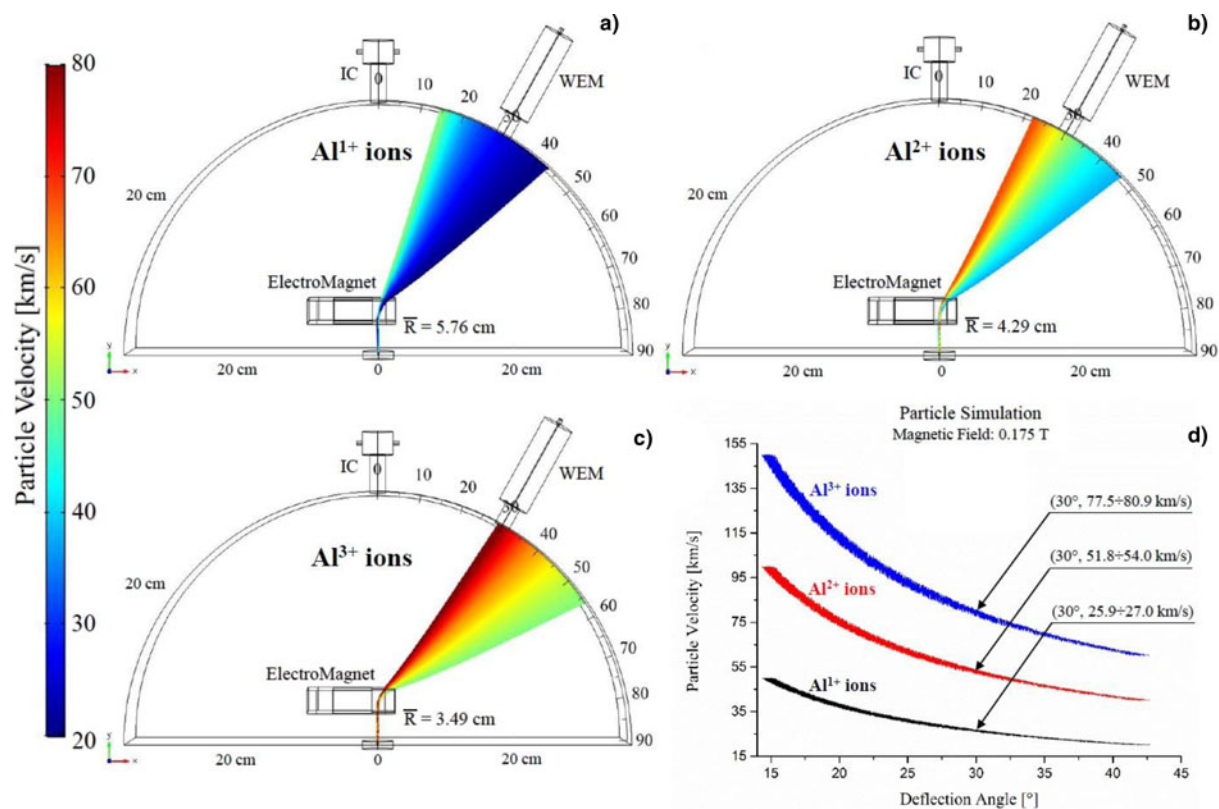 a)
IC
0
10
20
30
40
50
60
70
80
90
WEM
Al1+ ions
20 cm
ElectroMagnet
R̅ = 5.76 cm
y
x
20 cm
0
20 cm
b)
IC
0
10
20
30
40
50
60
70
80
90
WEM
Al2+ ions
20 cm
ElectroMagnet
R̅ = 4.29 cm
y
x
20 cm
0
20 cm
Particle Velocity [km/s]
80
70
60
50
40
30
20
c)
IC
0
10
20
30
40
50
60
70
80
90
WEM
Al3+ ions
20 cm
ElectroMagnet
R̅ = 3.49 cm
y
x
20 cm
0
20 cm
d)
Particle Simulation
Magnetic Field: 0.175 T
Particle Velocity [km/s]
155
135
115
95
75
55
35
15
Al3+ ions
(30°, 77.5÷80.9 km/s)
Al2+ ions
(30°, 51.8÷54.0 km/s)
Al1+ ions
(30°, 25.9÷27.0 km/s)
15 20 25 30 35 40 45
Deflection Angle [°]